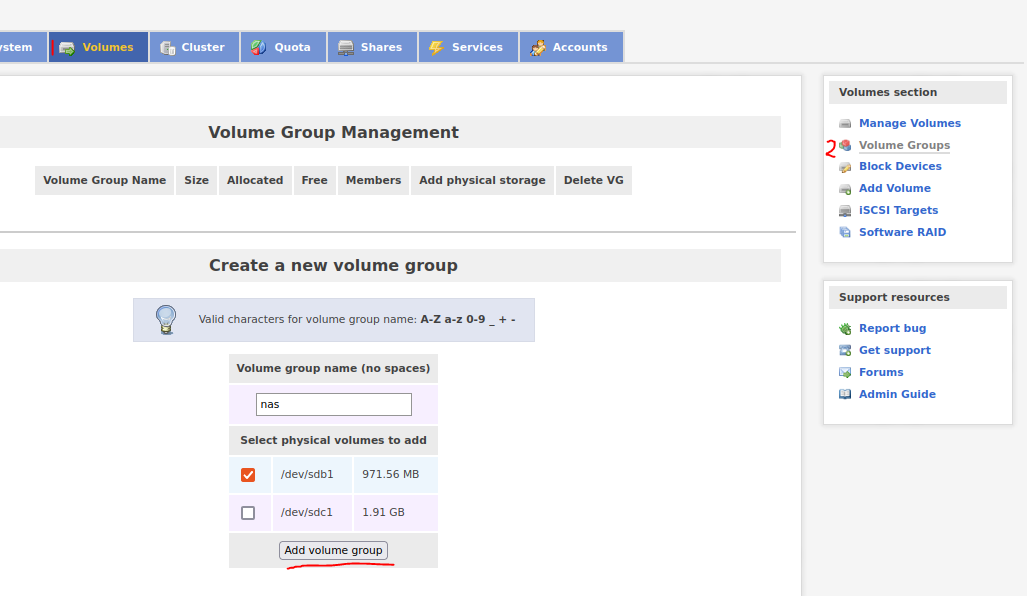 ystem Volumes Cluster Quota Shares Services Accounts
Volume Group Management
Volume Group Name Size Allocated Free Members Add physical storage Delete VG
Create a new volume group
Valid characters for volume group name: A-Z a-z 0-9 _ + -
Volume group name (no spaces)
nas
Select physical volumes to add
/dev/sdb1 971.56 MB
/dev/sdc1 1.91 GB
Add volume group
Volumes section
Manage Volumes
2 Volume Groups
Block Devices
Add Volume
iSCSI Targets
Software RAID
Support resources
Report bug
Get support
Forums
Admin Guide